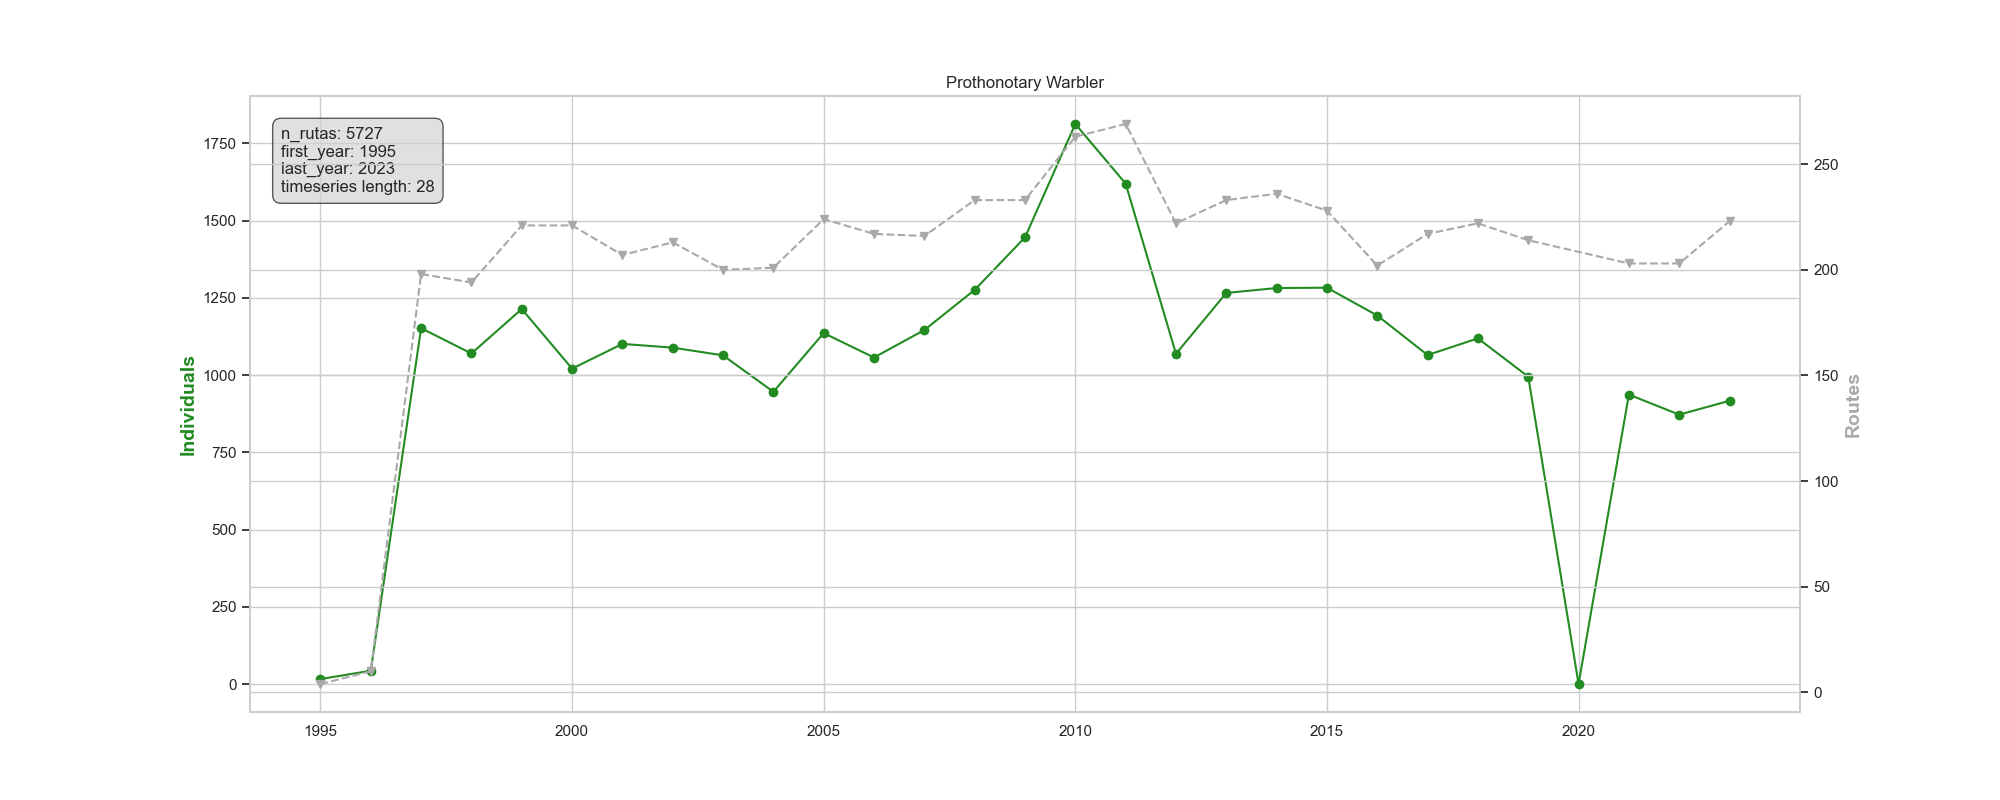 Prothonotary Warbler
n_rutas: 5727
first_year: 1995
last_year: 2023
timeseries length: 28
Individuals
1750
1500
1250
1000
750
500
250
0
250
200
150
100
50
0
Routes
1995
2000
2005
2010
2015
2020